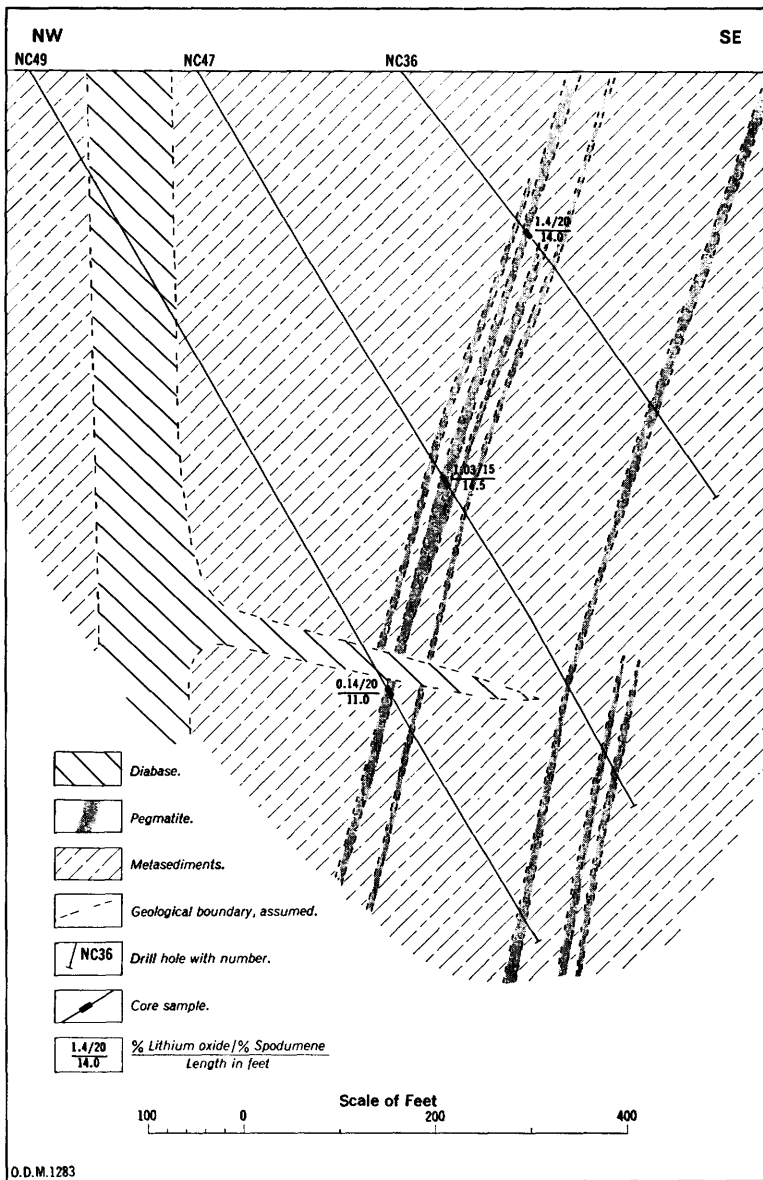 NW SE
NC49 NC47 NC36
1.4/20
14.0
1.03/15
14.5
0.14/20
11.0
Diabase.
Pegmatite.
Metasediments.
Geological boundary, assumed.
NC36 Drill hole with number.
Core sample.
1.4/20
14.0
% Lithium oxide/% Spodumene
Length in feet
Scale of Feet
100 0 200 400
O.D.M.1283